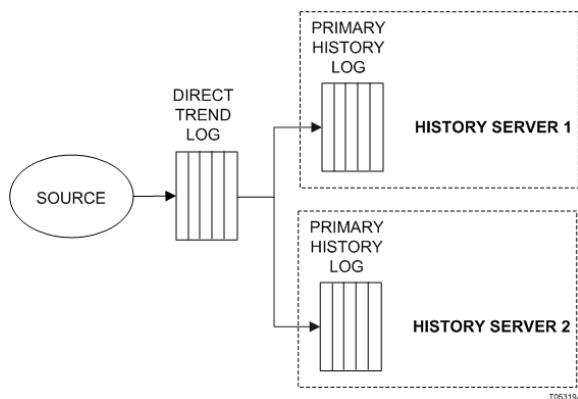 PRIMARY
HISTORY
LOG
HISTORY SERVER 1
DIRECT
TREND
LOG
SOURCE
PRIMARY
HISTORY
LOG
HISTORY SERVER 2